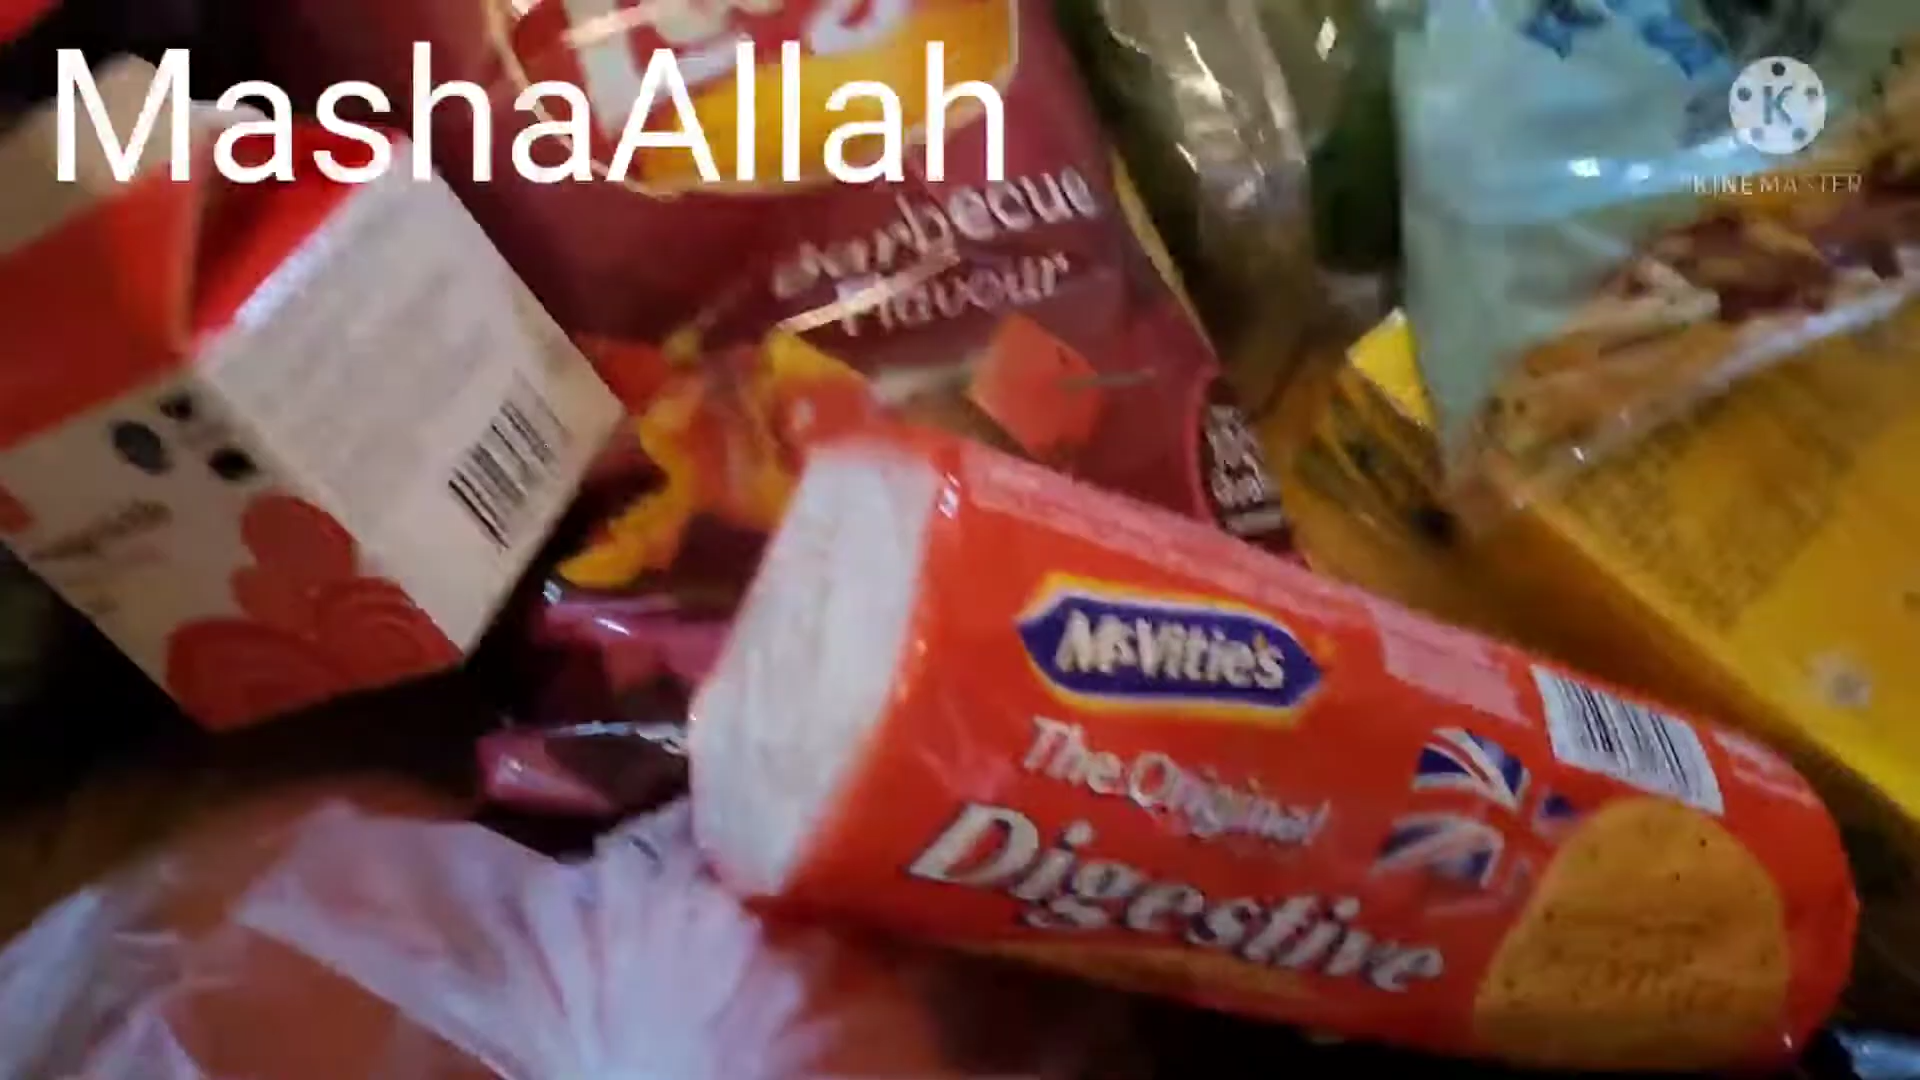 MashaAllah
K
KINEMASTER
Barbecue
Flavour
McVitie's
The Original
Digestive